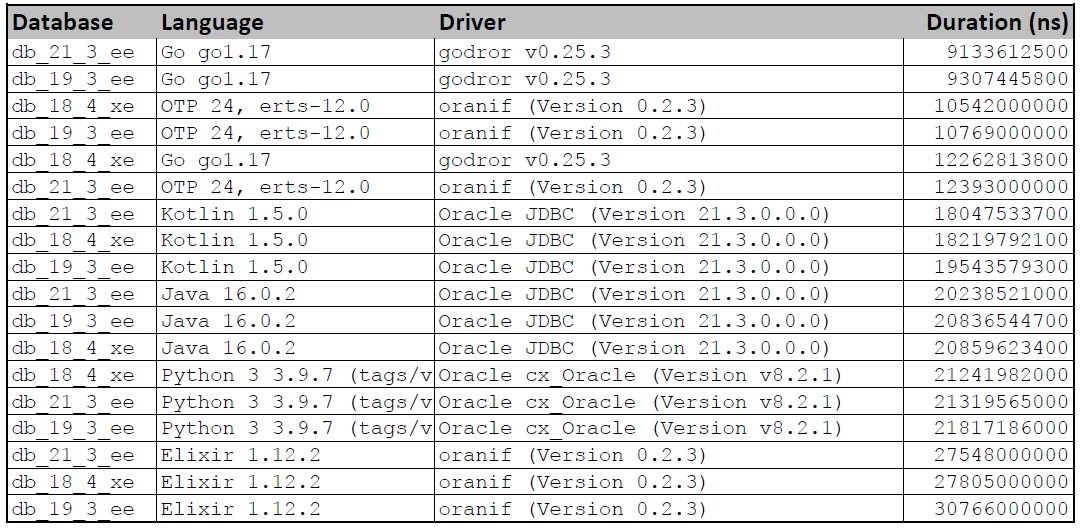 Database Language Driver Duration (ns)
db_21_3_ee Go go1.17 godror v0.25.3 9133612500
db_19_3_ee Go go1.17 godror v0.25.3 9307445800
db_18_4_xe OTP 24, erts-12.0 oranif (Version 0.2.3) 10542000000
db_19_3_ee OTP 24, erts-12.0 oranif (Version 0.2.3) 10769000000
db_18_4_xe Go go1.17 godror v0.25.3 12262813800
db_21_3_ee OTP 24, erts-12.0 oranif (Version 0.2.3) 12393000000
db_21_3_ee Kotlin 1.5.0 Oracle JDBC (Version 21.3.0.0.0) 18047533700
db_18_4_xe Kotlin 1.5.0 Oracle JDBC (Version 21.3.0.0.0) 18219792100
db_19_3_ee Kotlin 1.5.0 Oracle JDBC (Version 21.3.0.0.0) 19543579300
db_21_3_ee Java 16.0.2 Oracle JDBC (Version 21.3.0.0.0) 20238521000
db_19_3_ee Java 16.0.2 Oracle JDBC (Version 21.3.0.0.0) 20836544700
db_18_4_xe Java 16.0.2 Oracle JDBC (Version 21.3.0.0.0) 20859623400
db_18_4_xe Python 3 3.9.7 (tags/v Oracle cx_Oracle (Version v8.2.1) 21241982000
db_21_3_ee Python 3 3.9.7 (tags/v Oracle cx_Oracle (Version v8.2.1) 21319565000
db_19_3_ee Python 3 3.9.7 (tags/v Oracle cx_Oracle (Version v8.2.1) 21817186000
db_21_3_ee Elixir 1.12.2 oranif (Version 0.2.3) 27548000000
db_18_4_xe Elixir 1.12.2 oranif (Version 0.2.3) 27805000000
db_19_3_ee Elixir 1.12.2 oranif (Version 0.2.3) 30766000000